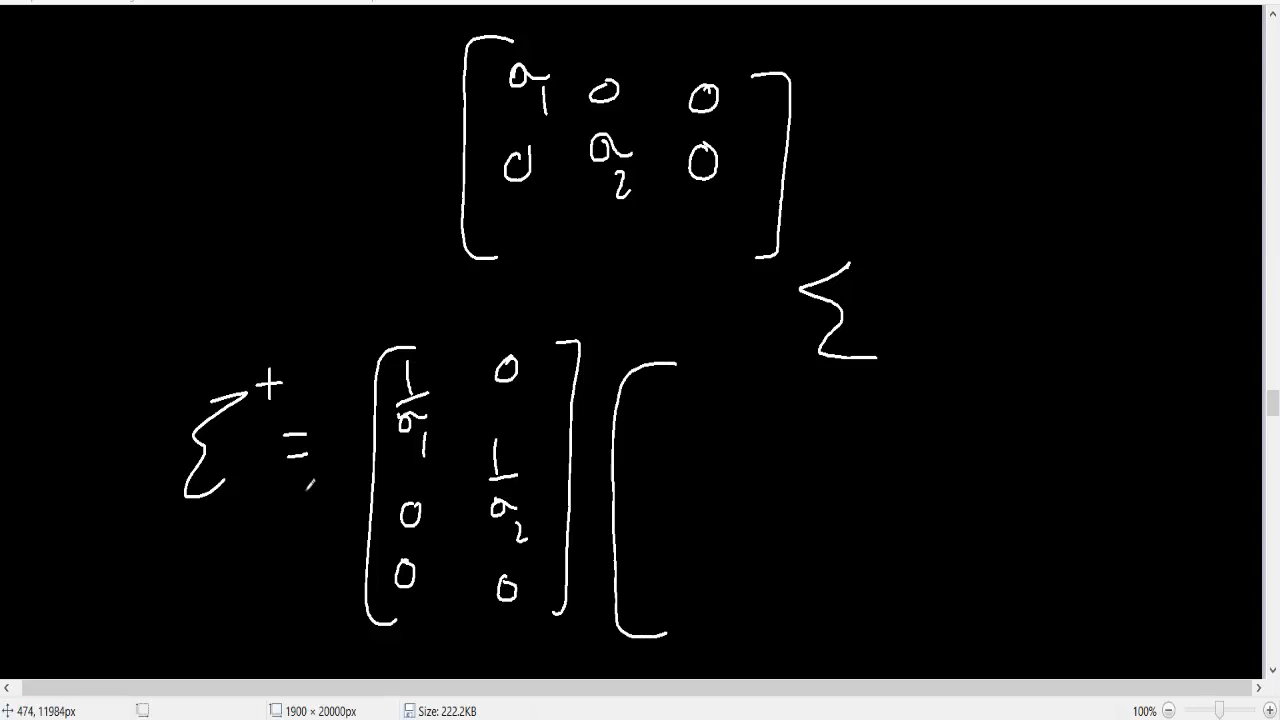 σ₁ 0 0
0 σ₂ 0
Σ
Σ⁺ =
1/σ₁ 0
0 1/σ₂
0 0
474, 11984px 1900 × 20000px Size: 222.2KB 100%